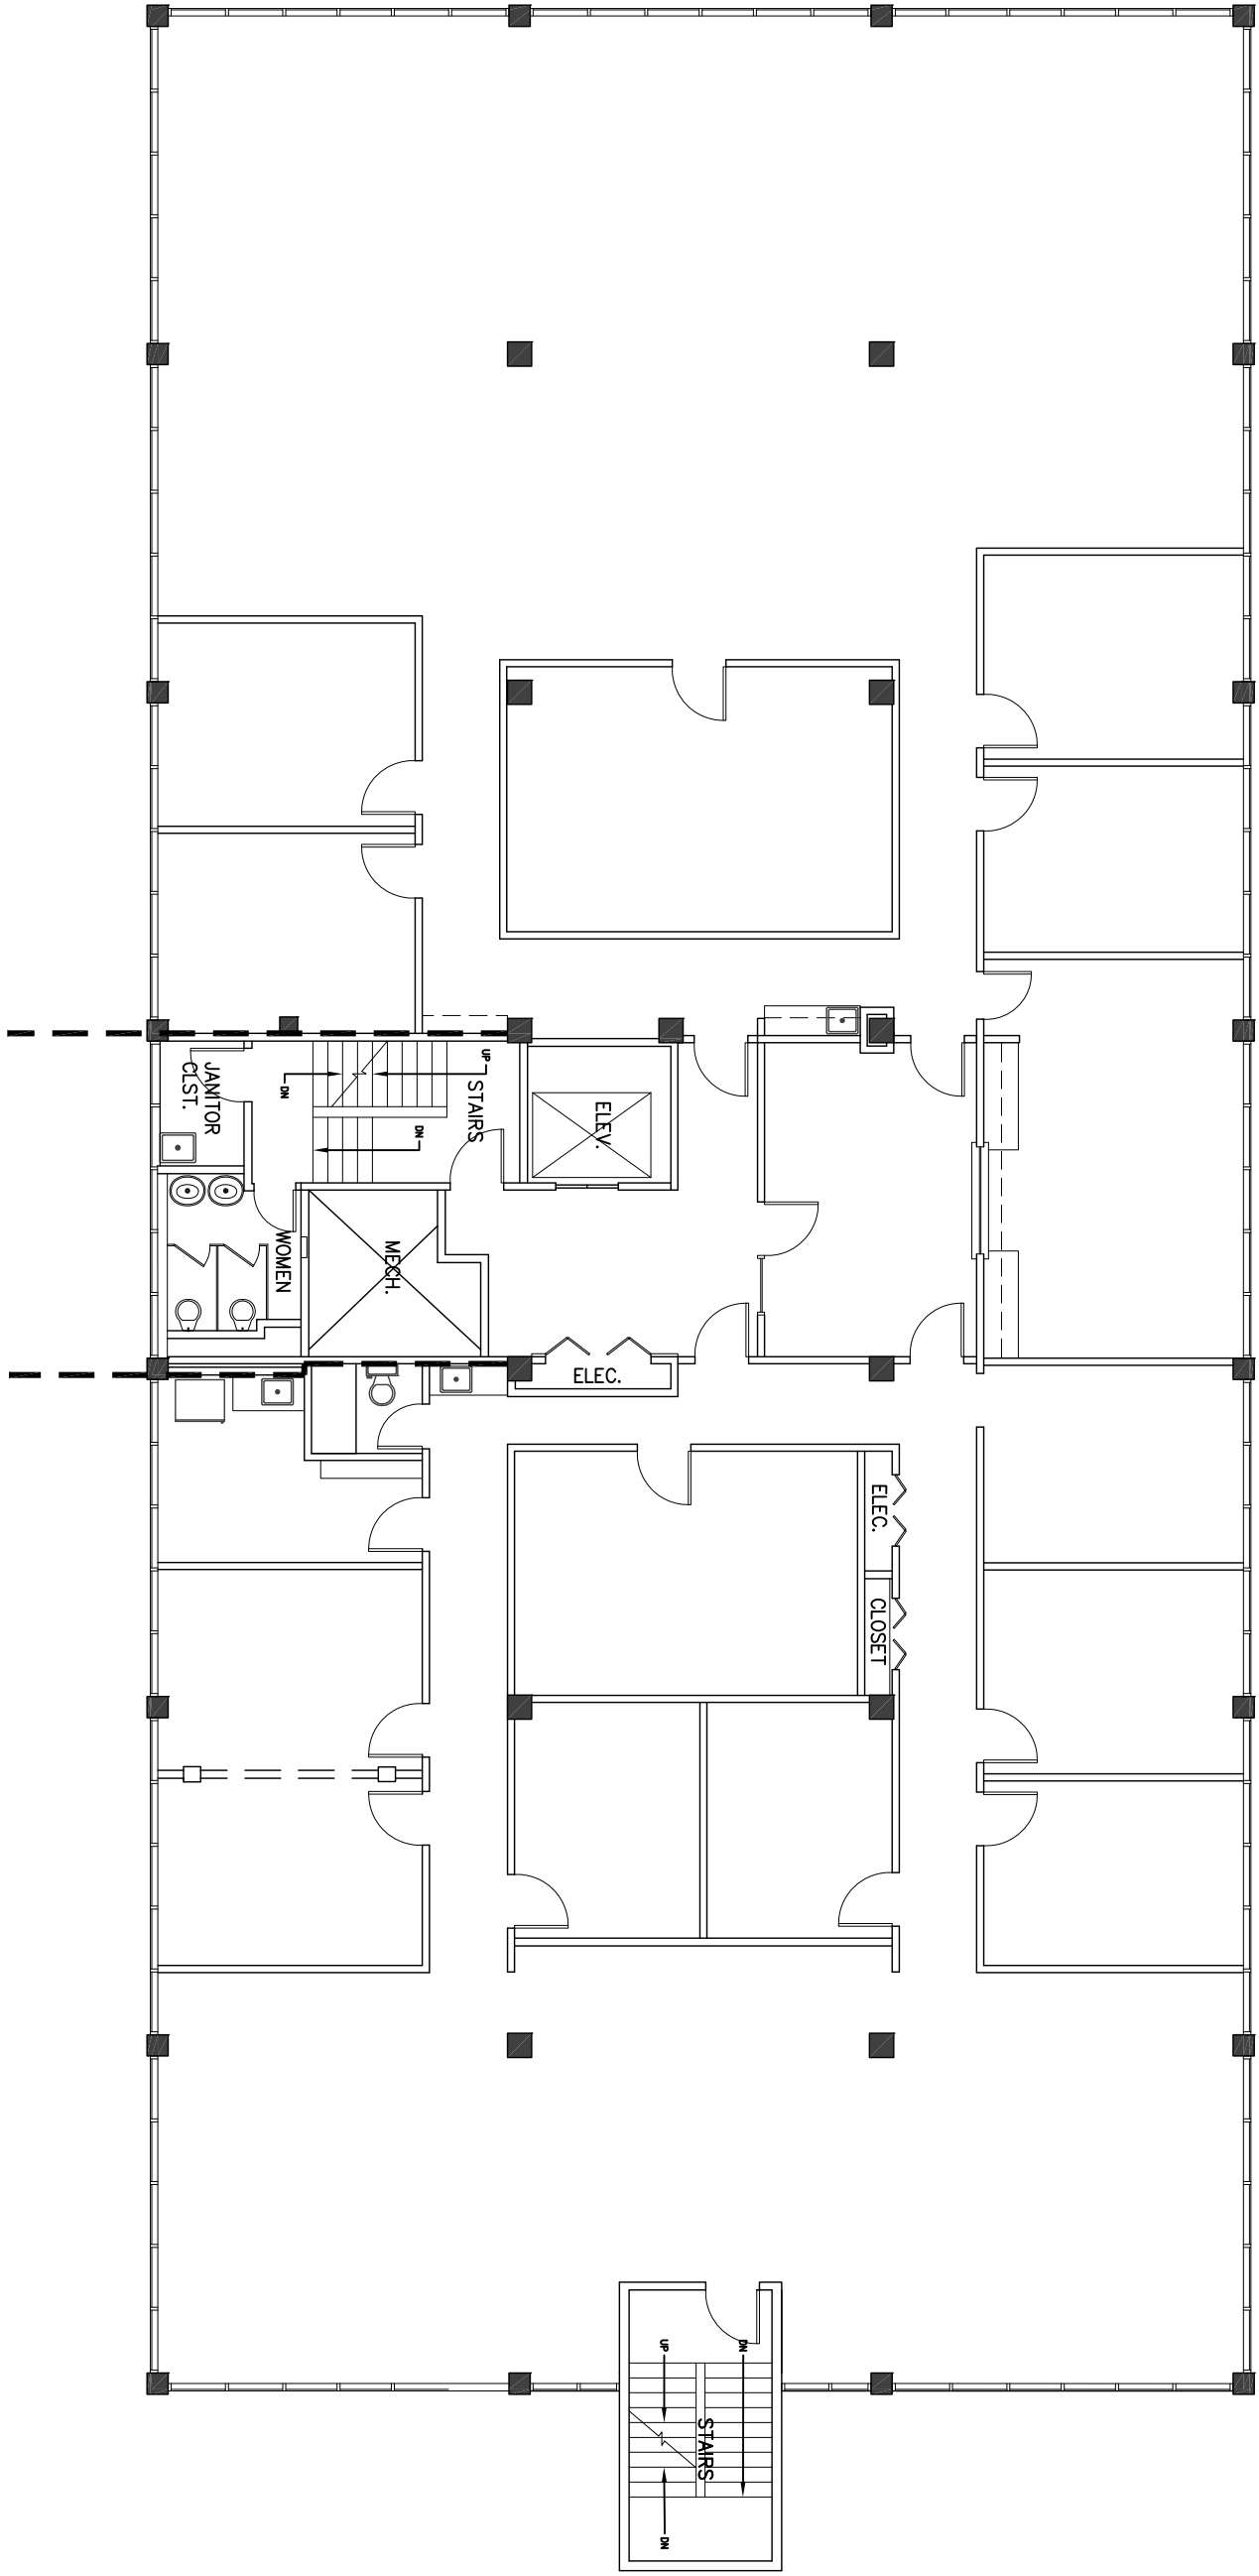 UP
STAIRS
DN
DN
JANITOR
CLST.
ELEV.
WOMEN
MECH.
ELEC.
ELEC.
CLOSET
UP
DN
STAIRS
DN